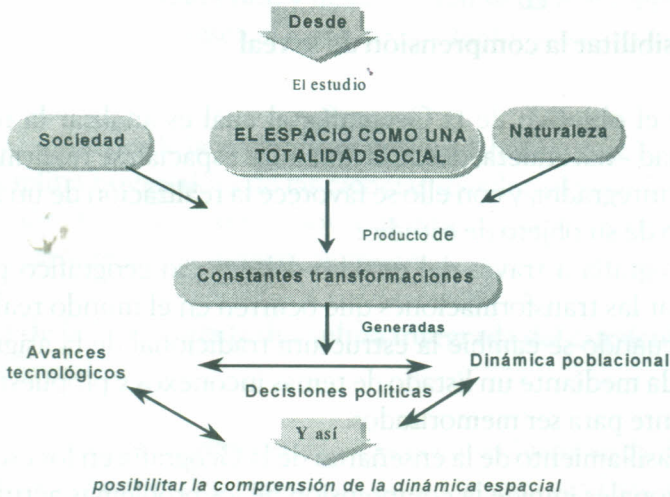 Desde
El estudio
Sociedad
EL ESPACIO COMO UNA
TOTALIDAD SOCIAL
Naturaleza
Producto de
Constantes transformaciones
Generadas
Avances
tecnológicos
Dinámica poblacional
Decisiones políticas
Y así
posibilitar la comprensión de la dinámica espacial